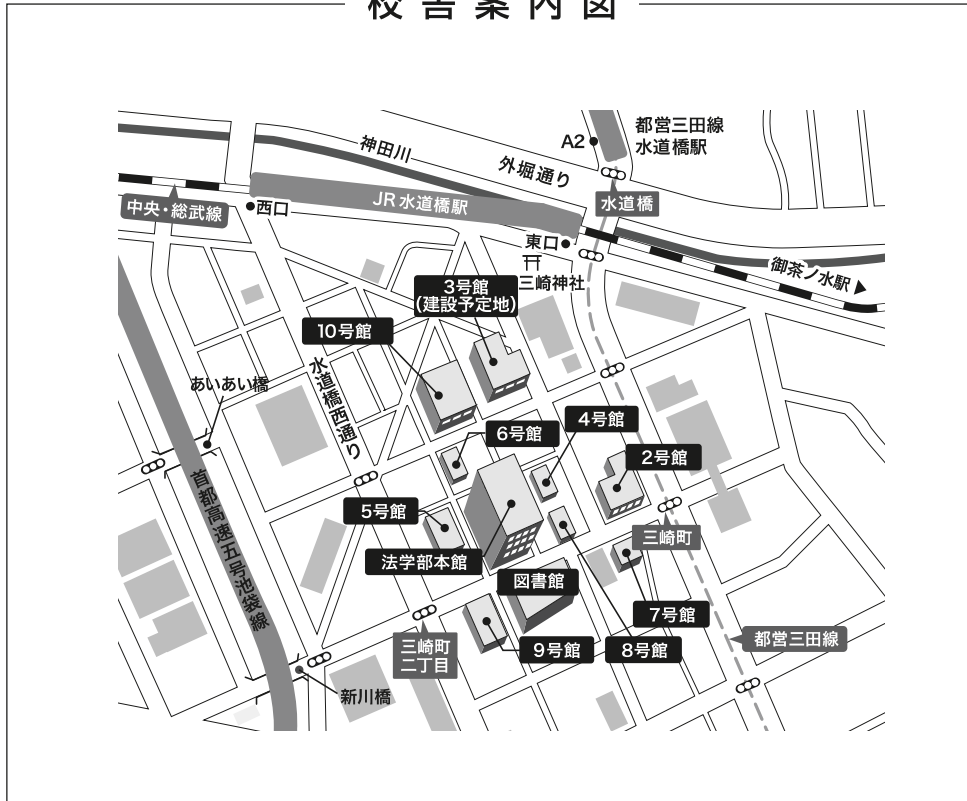 校舎案内図
都営三田線
水道橋駅
A2
神田川
外堀通り
JR水道橋駅
水道橋
中央・総武線
西口
東口
三崎神社
御茶ノ水駅
3号館
(建設予定地)
10号館
水道橋西通り
あいあい橋
4号館
6号館
2号館
首都高速五号池袋線
5号館
三崎町
法学部本館
図書館
7号館
三崎町
二丁目
9号館
8号館
都営三田線
新川橋